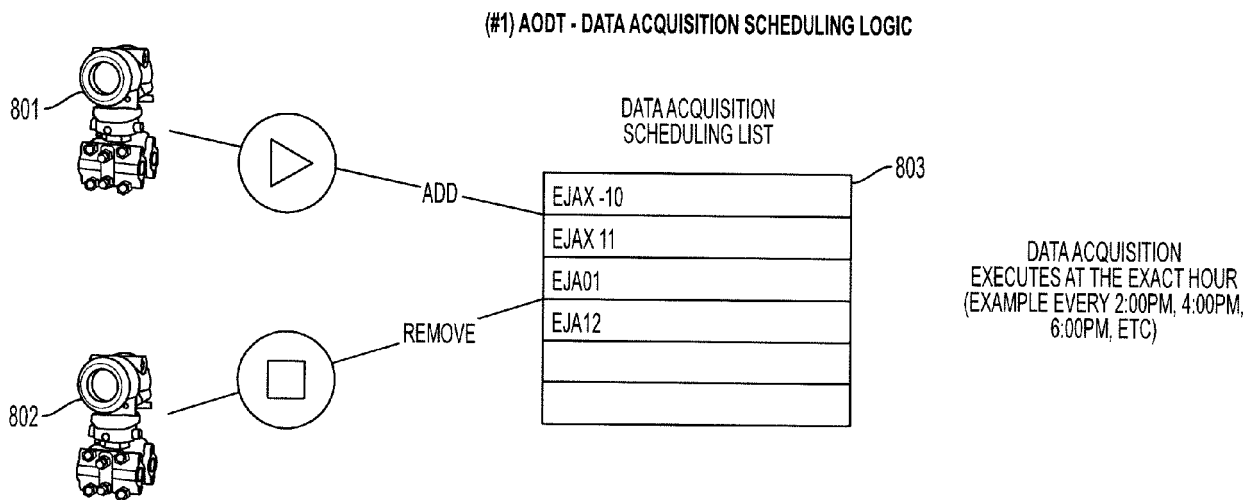 (#1) AODT - DATA ACQUISITION SCHEDULING LOGIC
801
DATA ACQUISITION
SCHEDULING LIST
803
ADD
EJAX -10
EJAX 11
EJA01
EJA12
DATA ACQUISITION
EXECUTES AT THE EXACT HOUR
(EXAMPLE EVERY 2:00PM, 4:00PM,
6:00PM, ETC)
REMOVE
802